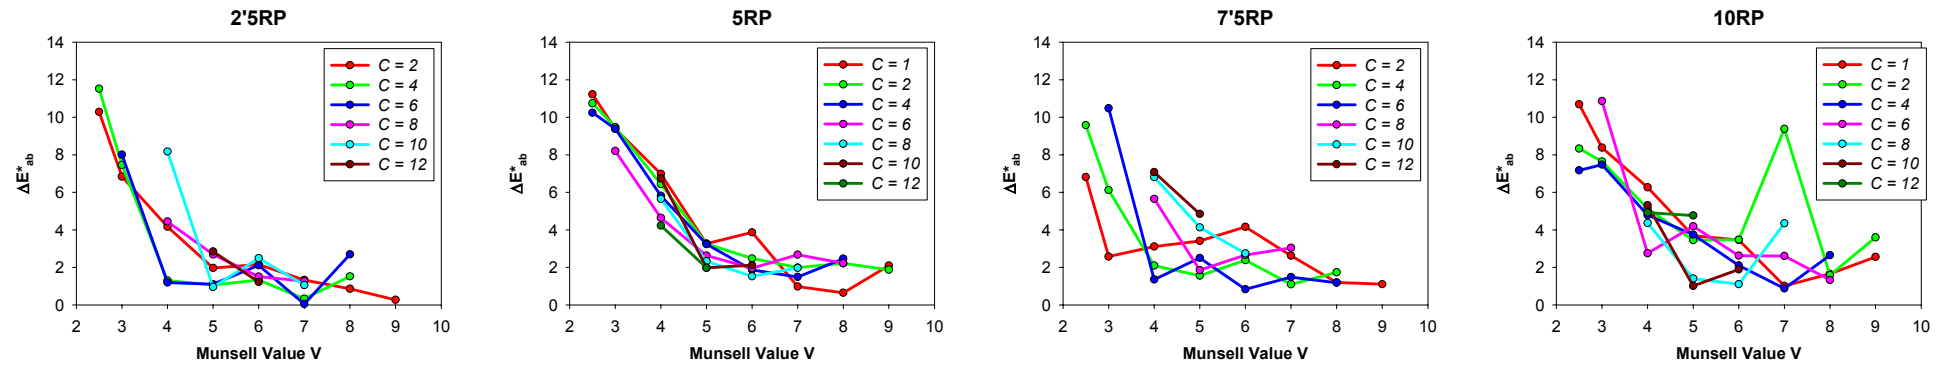 2'5RP
14
12
10
8
6
4
2
0
ΔE*ab
2 3 4 5 6 7 8 9 10
Munsell Value V
C = 2
C = 4
C = 6
C = 8
C = 10
C = 12
5RP
14
12
10
8
6
4
2
0
ΔE*ab
2 3 4 5 6 7 8 9 10
Munsell Value V
C = 1
C = 2
C = 4
C = 6
C = 8
C = 10
C = 12
7'5RP
14
12
10
8
6
4
2
0
ΔE*ab
2 3 4 5 6 7 8 9 10
Munsell Value V
C = 2
C = 4
C = 6
C = 8
C = 10
C = 12
10RP
14
12
10
8
6
4
2
0
ΔE*ab
2 3 4 5 6 7 8 9 10
Munsell Value V
C = 1
C = 2
C = 4
C = 6
C = 8
C = 10
C = 12